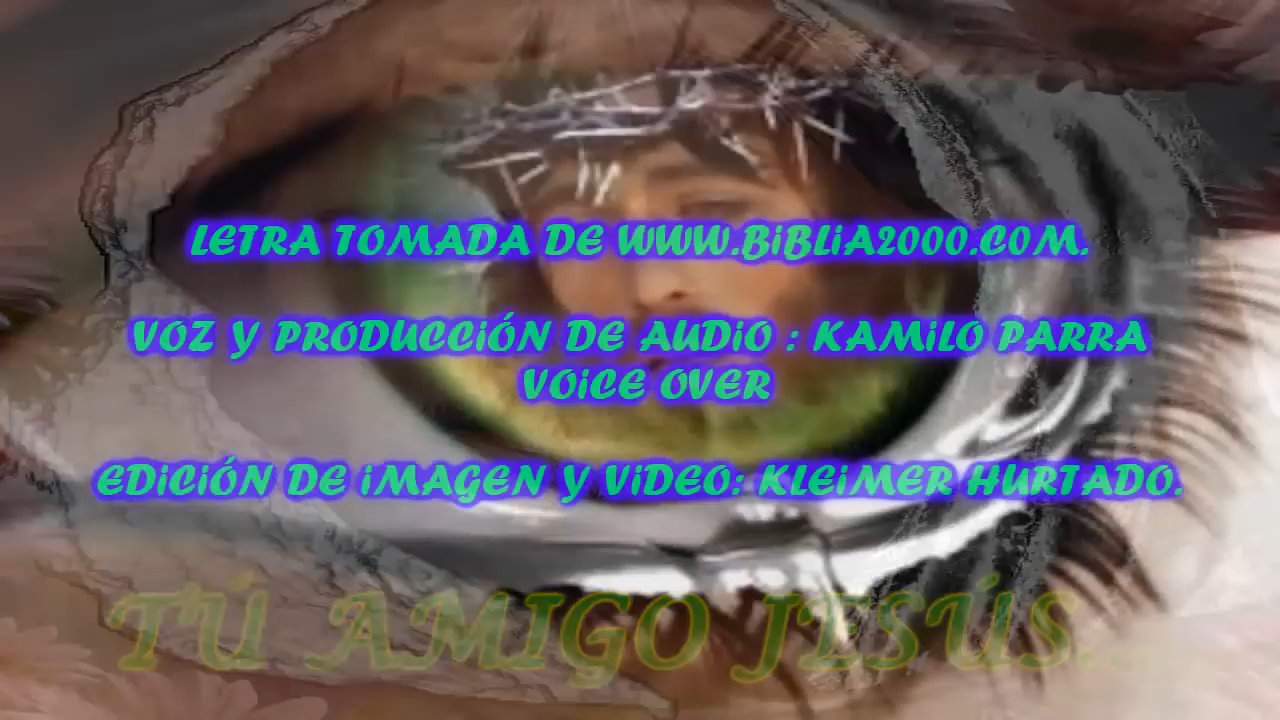 LETRA TOMADA DE WWW.BiBLiA2000.C0M.
VOZ Y PRODUCCiÓN DE AUDiO : KAMiLO PARRA
VOiCE OVER
EDiCiÓN DE iMAGEN Y ViDEO: KLEiMER HURTADO.
TÚ AMIGO JESÚS...